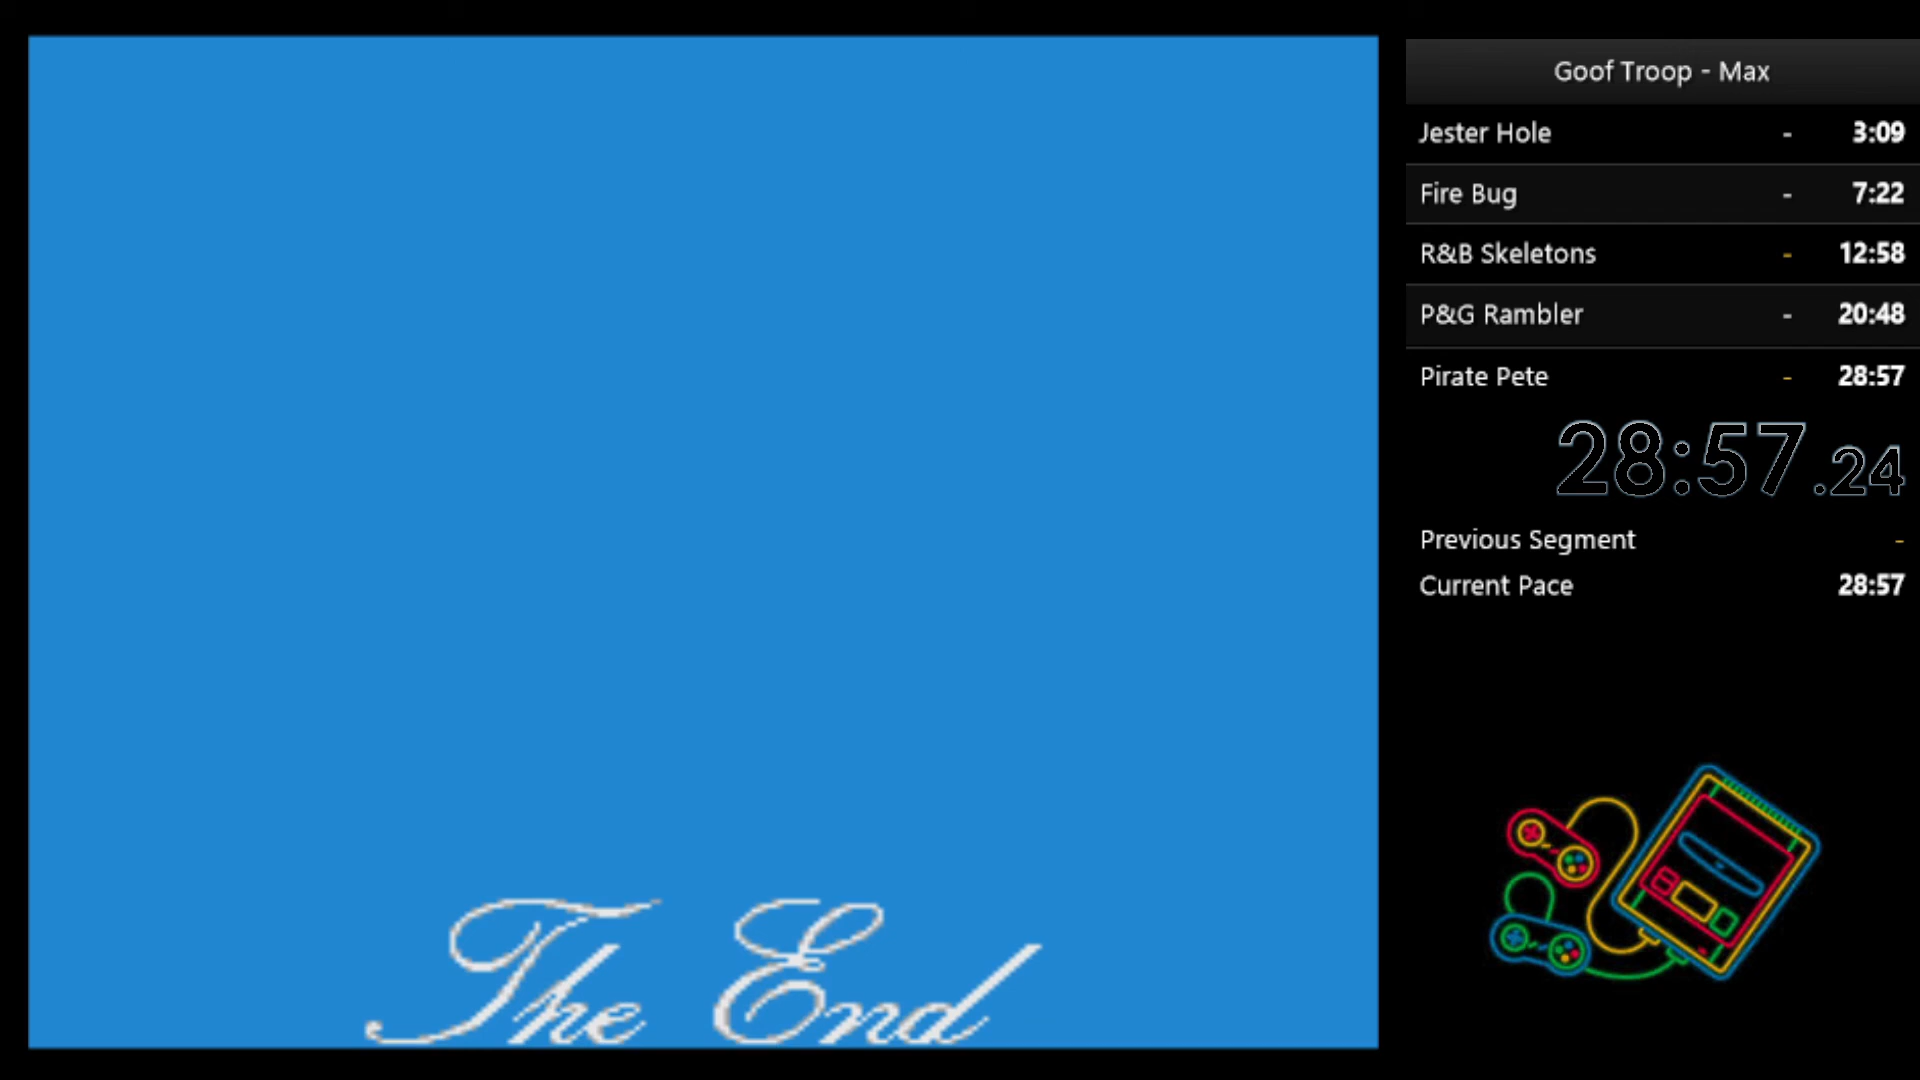 The End
Goof Troop - Max
Jester Hole - 3:09
Fire Bug - 7:22
R&B Skeletons - 12:58
P&G Rambler - 20:48
Pirate Pete - 28:57
28:57.24
Previous Segment -
Current Pace 28:57